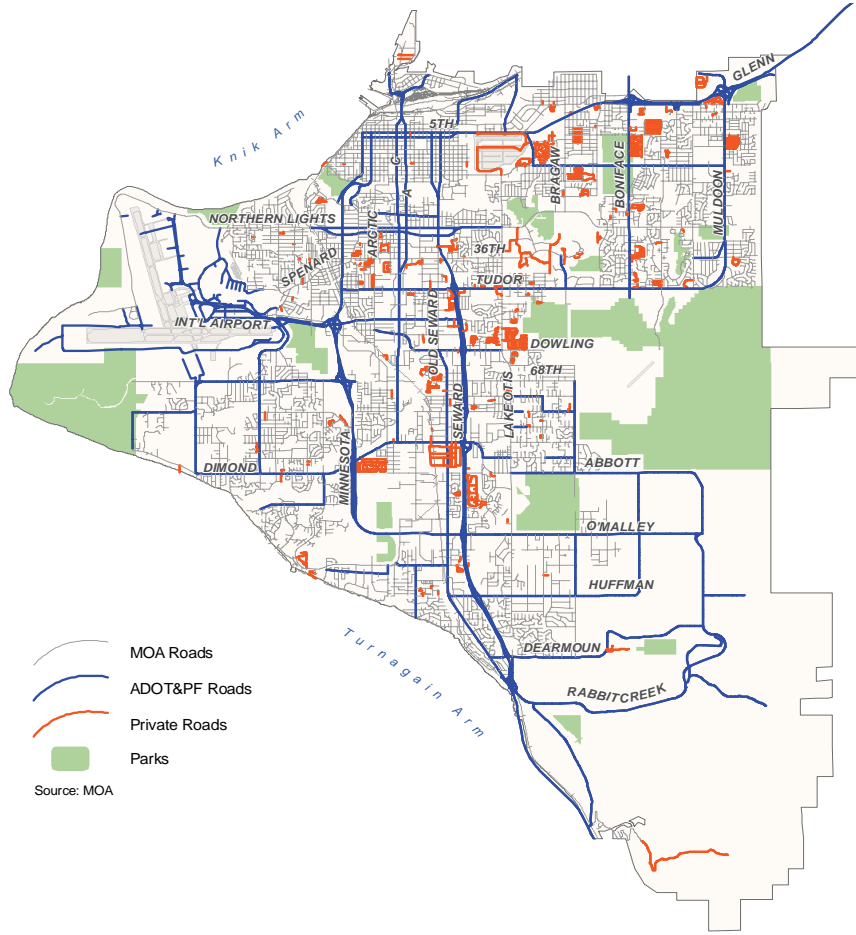 GLENN
5TH
Knik Arm
C
A
BRAGAW
BONIFACE
MULDOON
NORTHERN LIGHTS
ARCTIC
36TH
SPENARD
TUDOR
INT'L AIRPORT
OLD SEWARD
DOWLING
68TH
SEWARD
LAKE OTIS
MINNESOTA
DIMOND
ABBOTT
O'MALLEY
HUFFMAN
DEARMOUN
RABBITCREEK
Turnagain Arm
MOA Roads
ADOT&PF Roads
Private Roads
Parks
Source: MOA